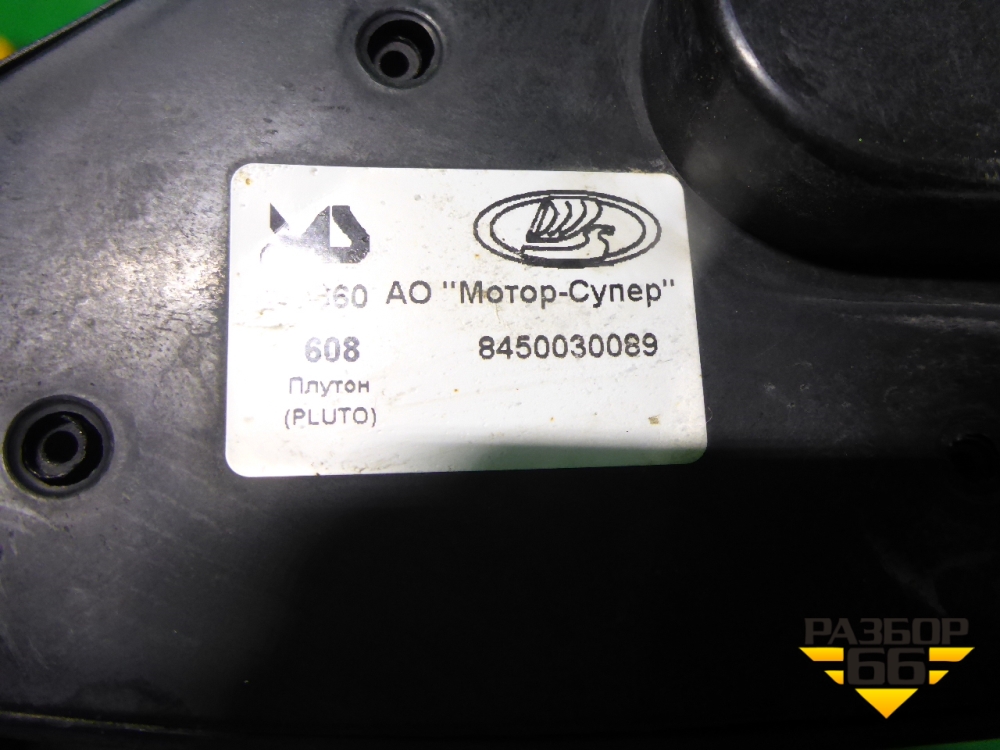 АО "Мотор-Супер"
608 8450030089
Плутон
(PLUTO)
РАЗБОР
66